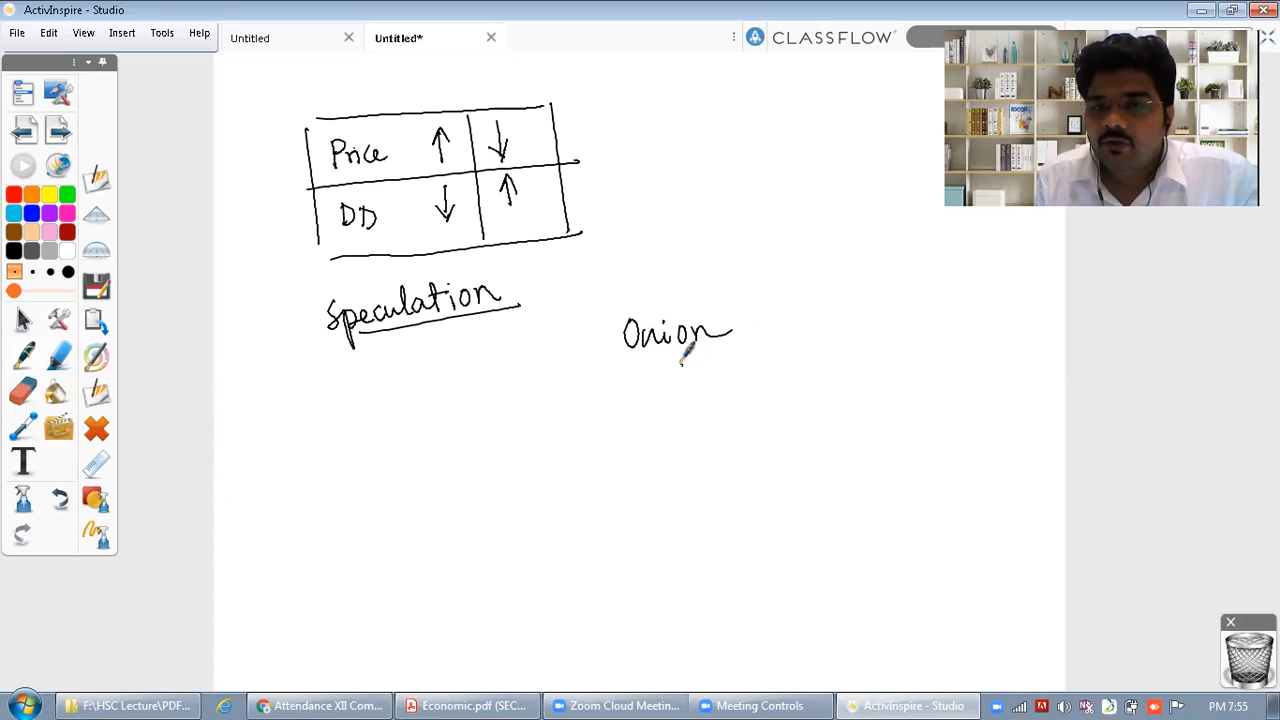 ActivInspire - Studio
File Edit View Insert Tools Help
Untitled
Untitled*
CLASSFLOW
Price ↑ ↓
DD ↓ ↑
Speculation
Onion
T
F:\HSC Lecture\PDF...
Attendance XII Com...
Economic.pdf (SEC...
Zoom Cloud Meetin...
Meeting Controls
ActivInspire - Studio
PM 7:55